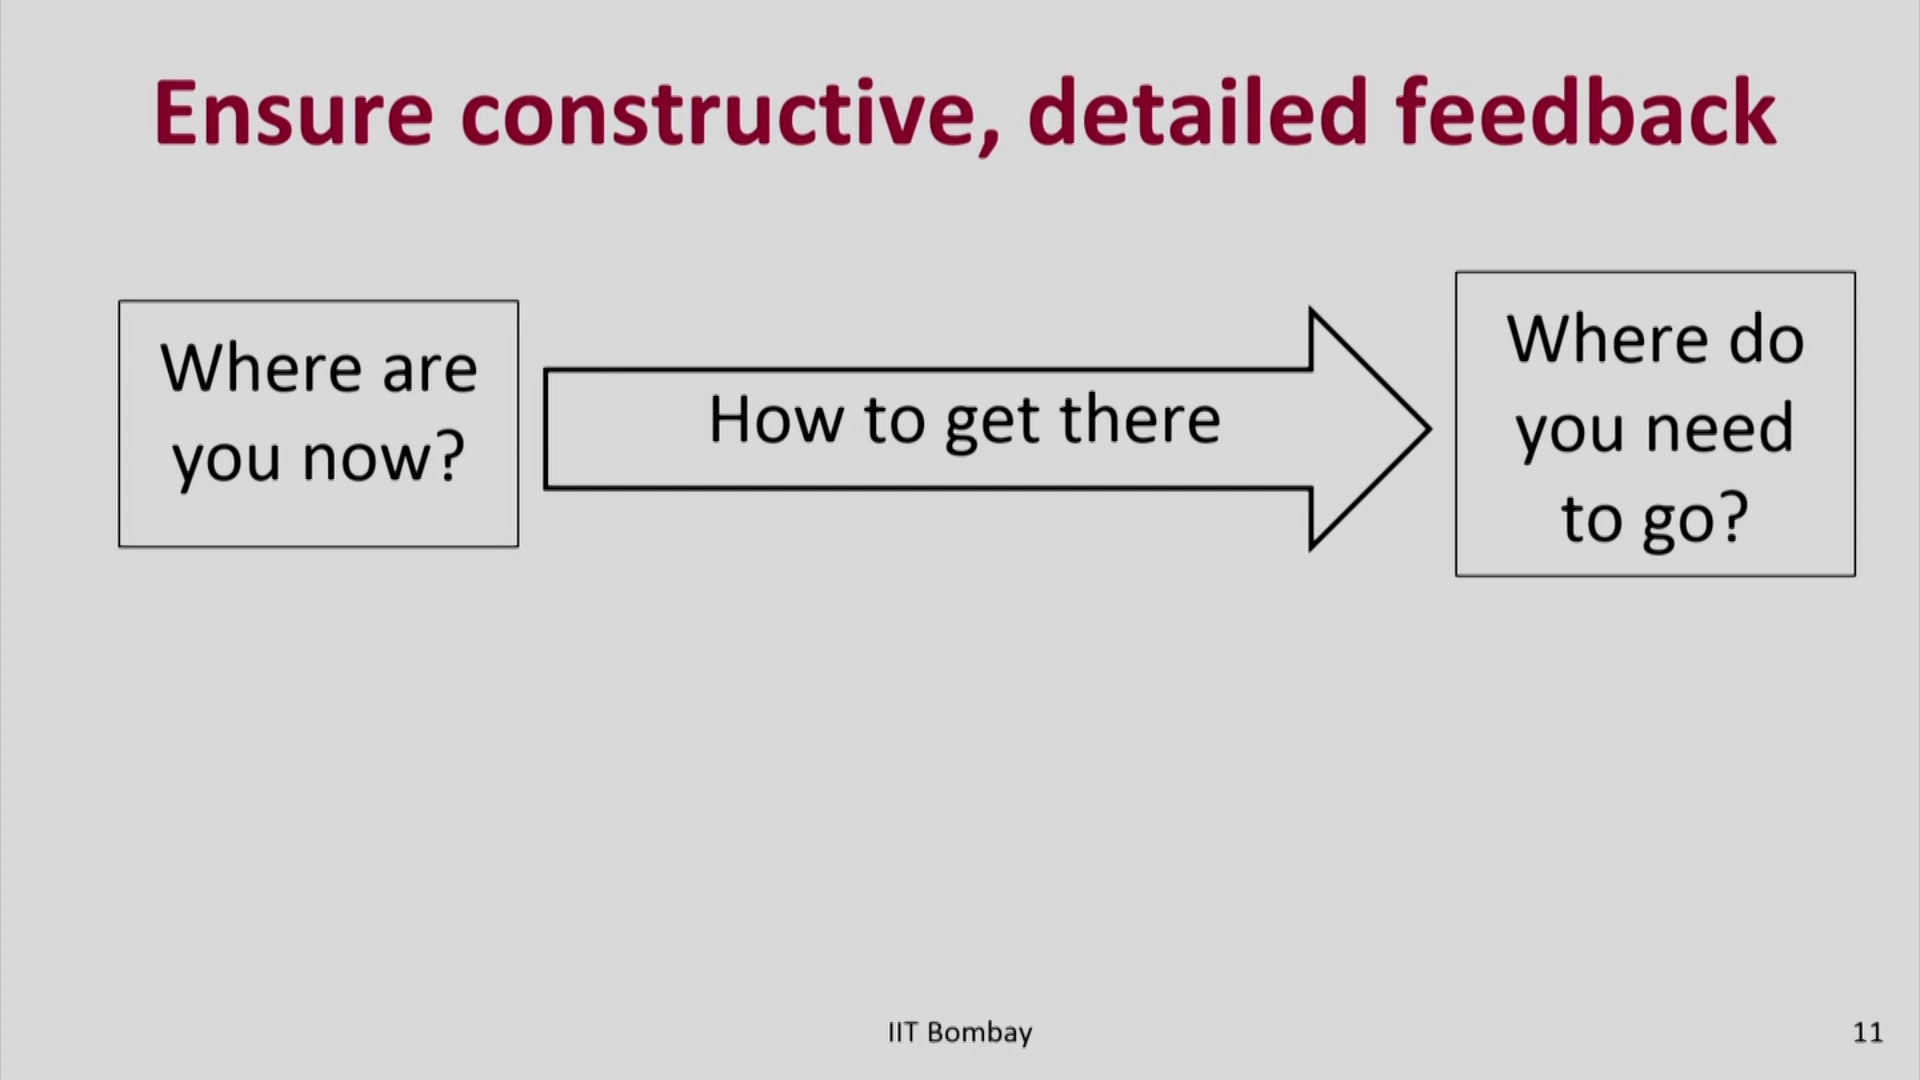 Ensure constructive, detailed feedback
Where are
you now?
How to get there
Where do
you need
to go?
IIT Bombay
11